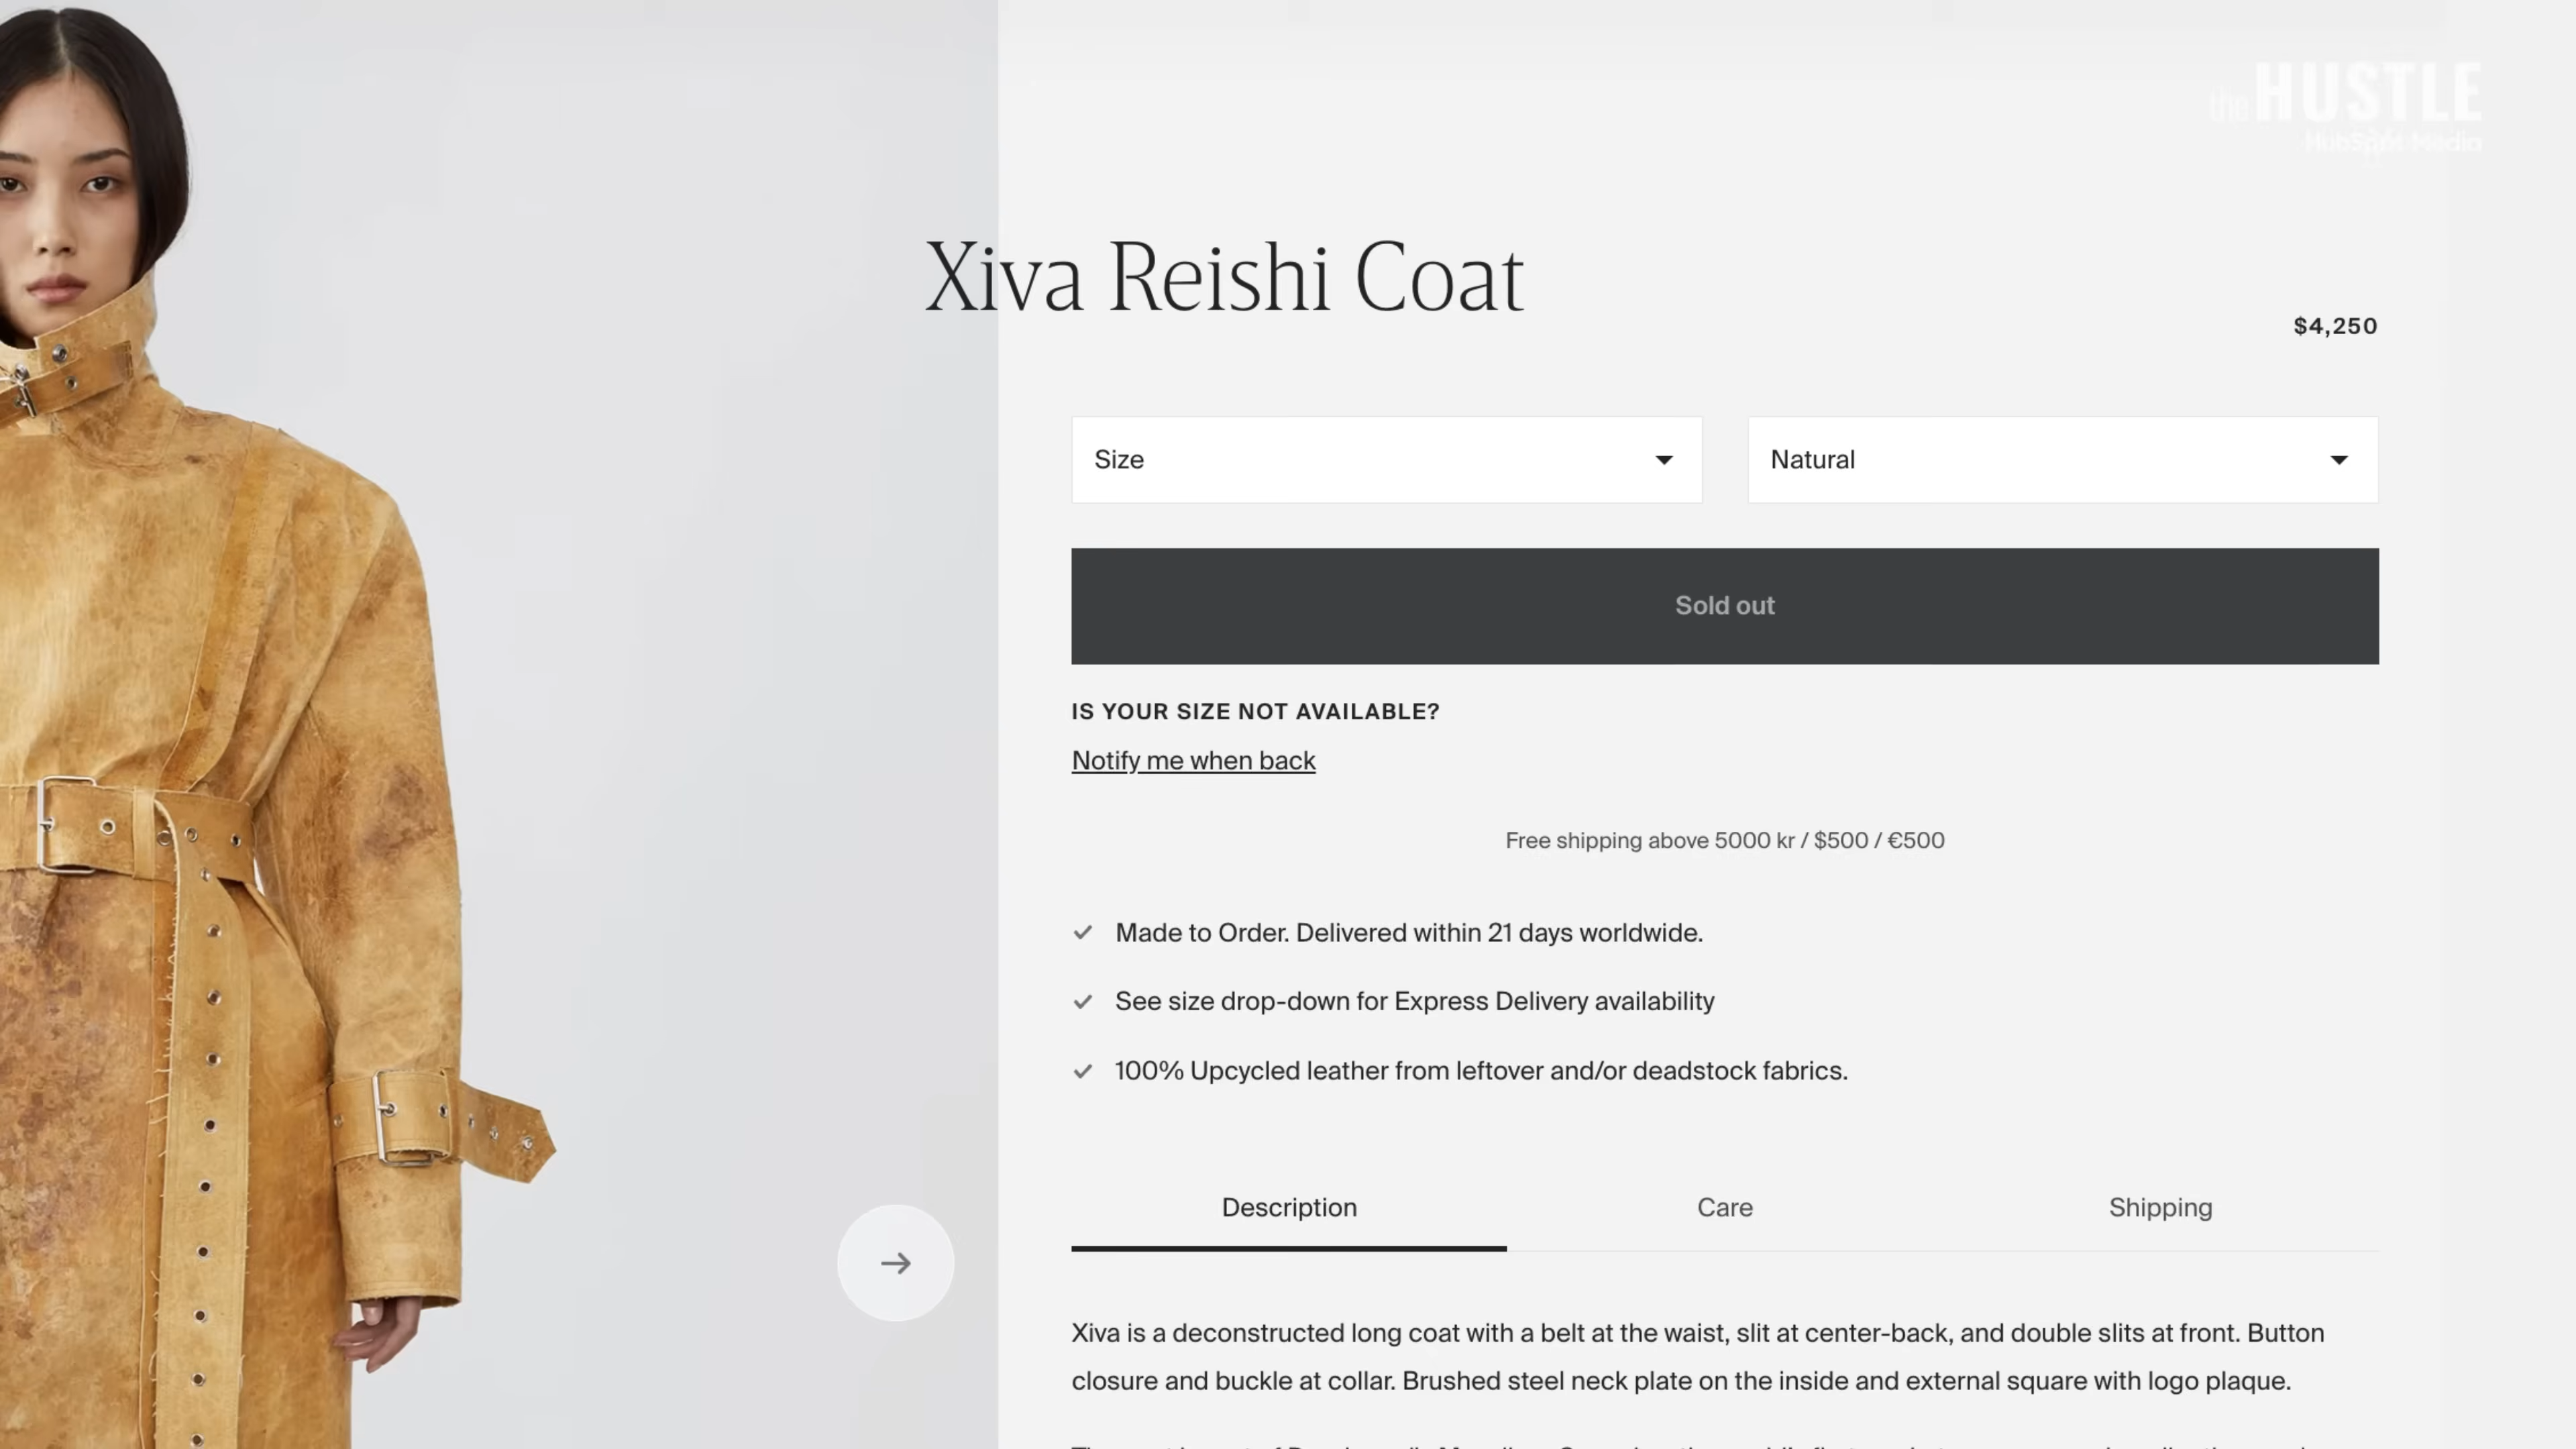 the HUSTLE
HubSpot Media
Xiva Reishi Coat
$4,250
Size
Natural
Sold out
IS YOUR SIZE NOT AVAILABLE?
Notify me when back
Free shipping above 5000 kr / $500 / €500
Made to Order. Delivered within 21 days worldwide.
See size drop-down for Express Delivery availability
100% Upcycled leather from leftover and/or deadstock fabrics.
Description
Care
Shipping
Xiva is a deconstructed long coat with a belt at the waist, slit at center-back, and double slits at front. Button
closure and buckle at collar. Brushed steel neck plate on the inside and external square with logo plaque.